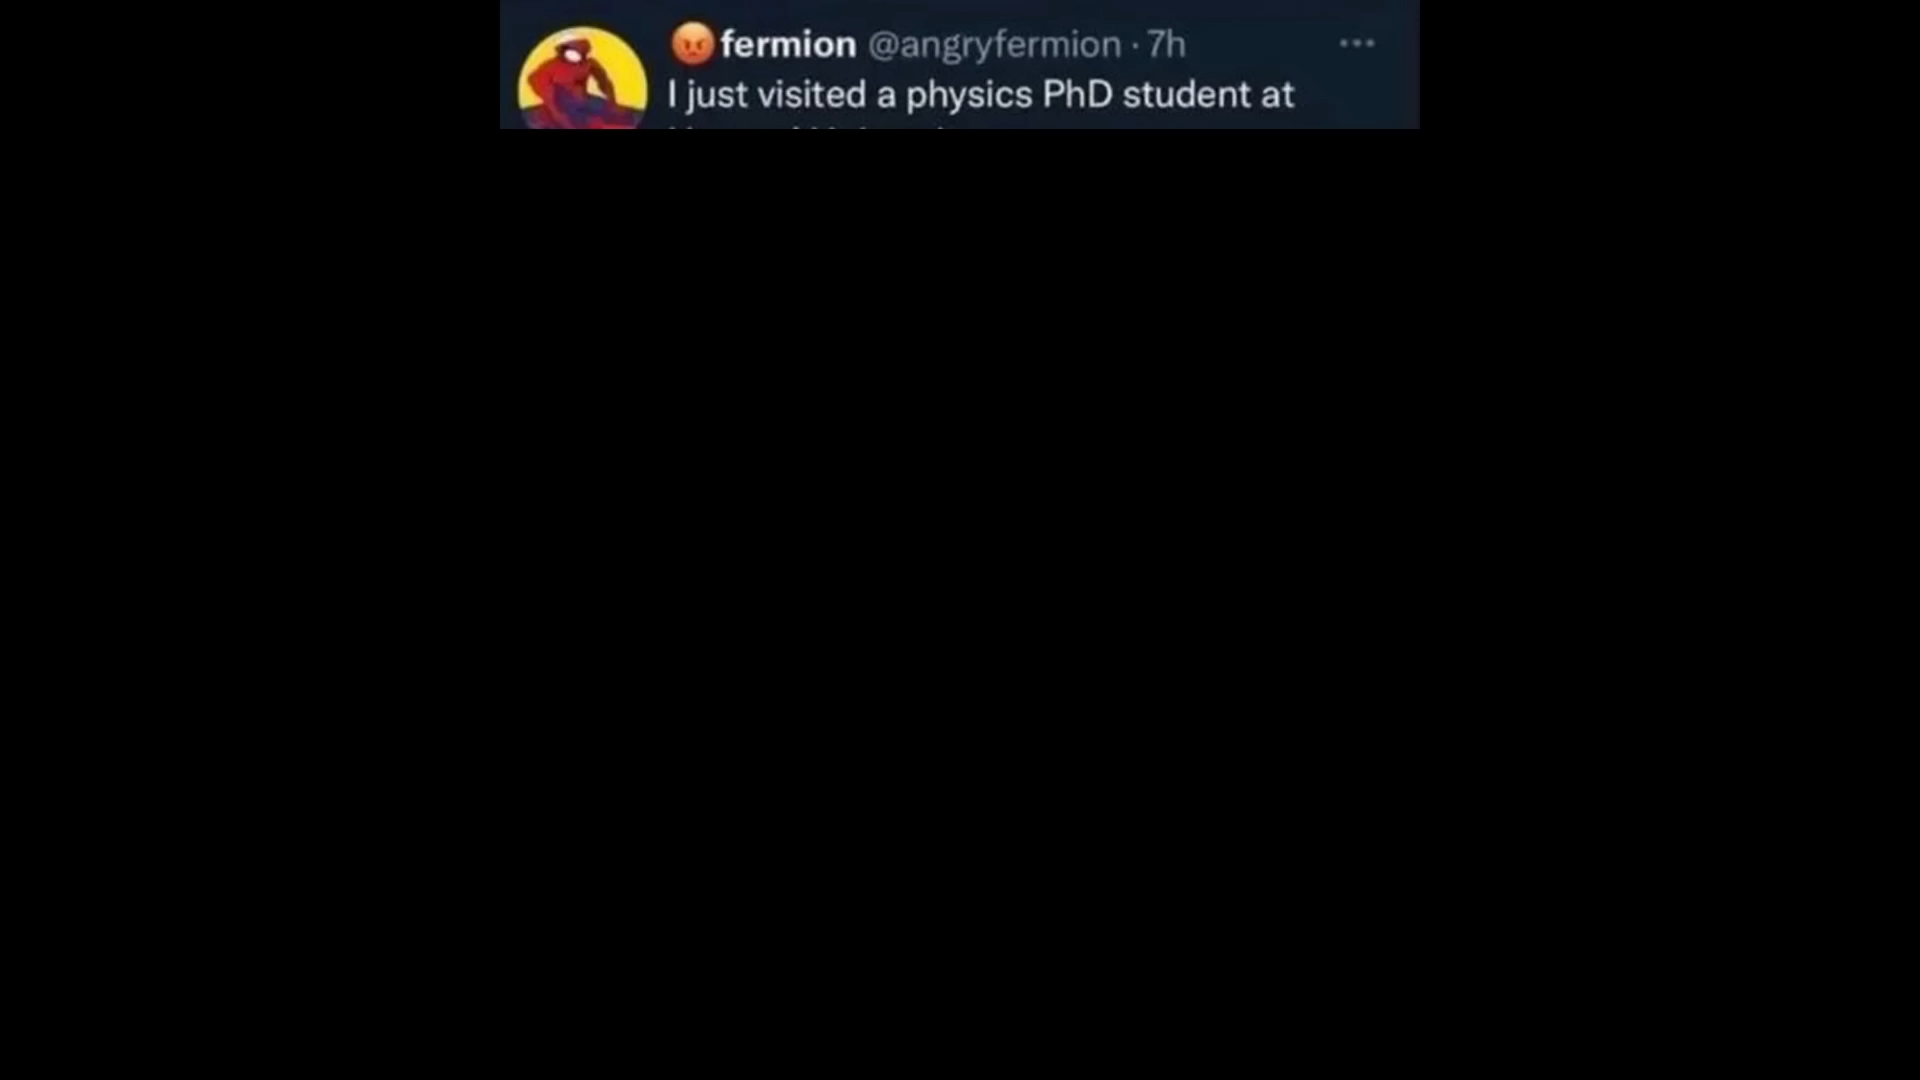 😡fermion @angryfermion · 7h
I just visited a physics PhD student at